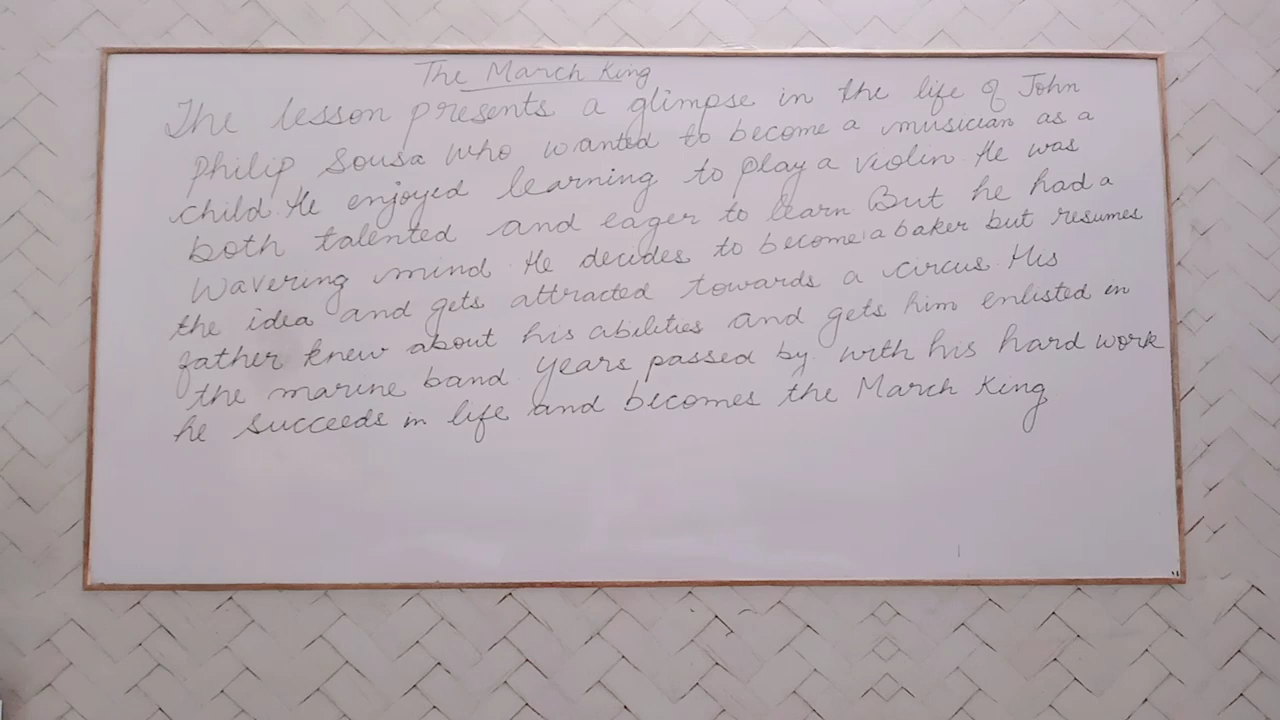 The March King
The lesson presents a glimpse in the life of John
Philip Sousa who wanted to become a musician as a
child. He enjoyed learning to play a violin. He was
both talented and eager to learn But he had a
wavering mind. He decides to become a baker but resumes
the idea and gets attracted towards a circus. His
father knew about his abilities and gets him enlisted in
the marine band. Years passed by. with his hard work
he succeeds in life and becomes the March King